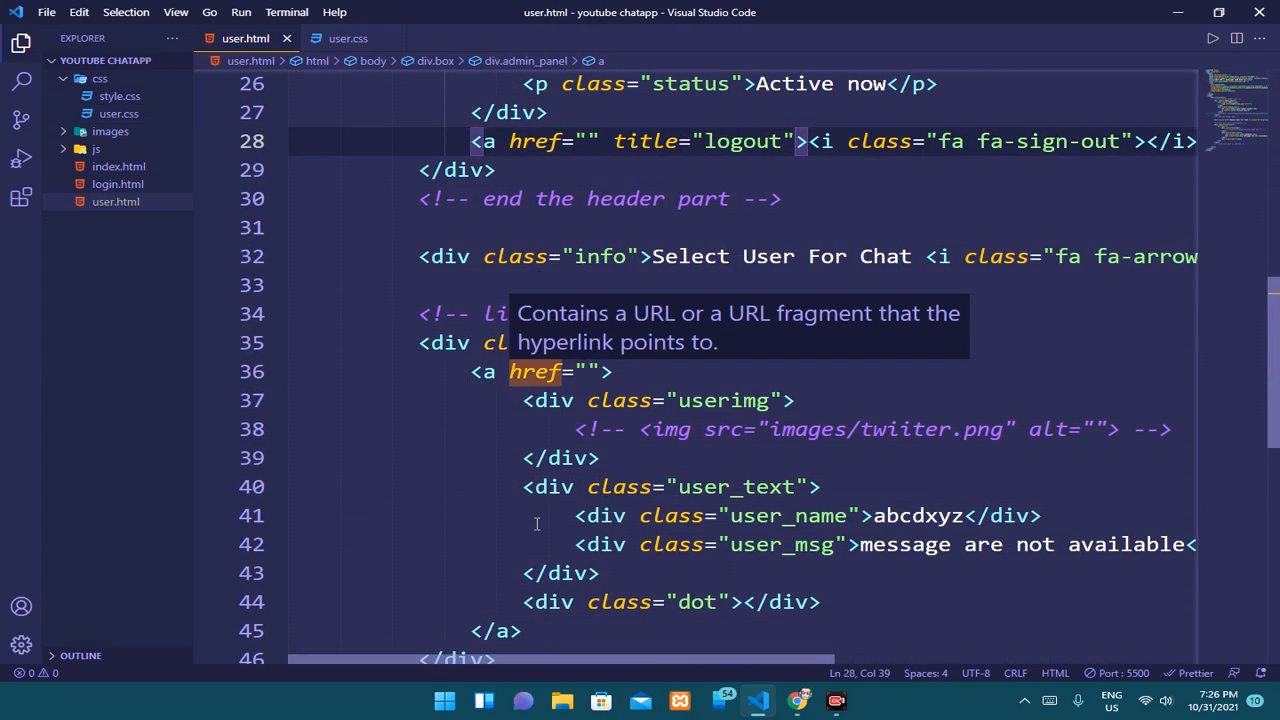 File Edit Selection View Go Run Terminal Help user.html - youtube chatapp - Visual Studio Code
EXPLORER ... user.html user.css
YOUTUBE CHATAPP user.html > html > body > div.box > div.admin_panel > a
css
style.css
user.css
images
js
index.html
login.html
user.html
26 <p class="status">Active now</p>
27 </div>
28 <a href="" title="logout"><i class="fa fa-sign-out"></i>
29 </div>
30 <!-- end the header part -->
31
32 <div class="info">Select User For Chat <i class="fa fa-arrow
33
34 <!-- li
Contains a URL or a URL fragment that the
hyperlink points to.
35 <div cl
36 <a href="">
37 <div class="userimg">
38 <!-- <img src="images/twiiter.png" alt=""> -->
39 </div>
40 <div class="user_text">
41 <div class="user_name">abcdxyz</div>
42 <div class="user_msg">message are not available<
43 </div>
44 <div class="dot"></div>
45 </a>
46 </div>
OUTLINE
0 0 Ln 28, Col 39 Spaces: 4 UTF-8 CRLF HTML Port : 5500 Prettier
54 ENG US 7:26 PM 10/31/2021 10